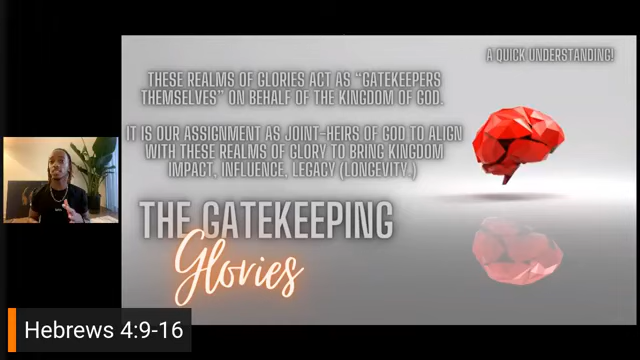 A QUICK UNDERSTANDING!
THESE REALMS OF GLORIES ACT AS “GATEKEEPERS
THEMSELVES” ON BEHALF OF THE KINGDOM OF GOD.
IT IS OUR ASSIGNMENT AS JOINT-HEIRS OF GOD TO ALIGN
WITH THESE REALMS OF GLORY TO BRING KINGDOM
IMPACT, INFLUENCE, LEGACY (LONGEVITY.)
THE GATEKEEPING
Glories
Hebrews 4:9-16